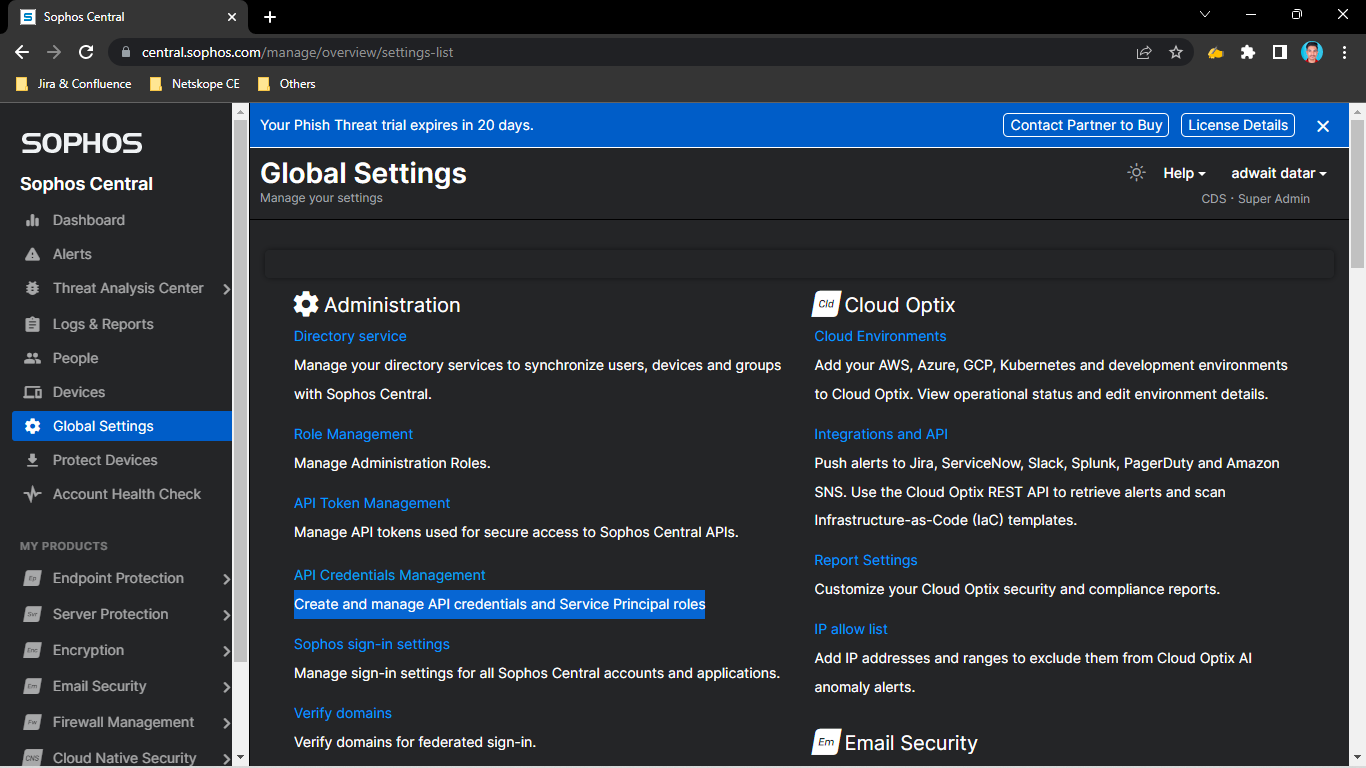 Sophos Central
central.sophos.com/manage/overview/settings-list
Jira & Confluence
Netskope CE
Others
SOPHOS
Sophos Central
Dashboard
Alerts
Threat Analysis Center
Logs & Reports
People
Devices
Global Settings
Protect Devices
Account Health Check
MY PRODUCTS
Ep Endpoint Protection
Svr Server Protection
Enc Encryption
Em Email Security
Fw Firewall Management
CNS Cloud Native Security
Your Phish Threat trial expires in 20 days.
Contact Partner to Buy
License Details
Global Settings
Manage your settings
Help
adwait datar
CDS · Super Admin
Administration
Directory service
Manage your directory services to synchronize users, devices and groups
with Sophos Central.
Role Management
Manage Administration Roles.
API Token Management
Manage API tokens used for secure access to Sophos Central APIs.
API Credentials Management
Create and manage API credentials and Service Principal roles
Sophos sign-in settings
Manage sign-in settings for all Sophos Central accounts and applications.
Verify domains
Verify domains for federated sign-in.
Cld Cloud Optix
Cloud Environments
Add your AWS, Azure, GCP, Kubernetes and development environments
to Cloud Optix. View operational status and edit environment details.
Integrations and API
Push alerts to Jira, ServiceNow, Slack, Splunk, PagerDuty and Amazon
SNS. Use the Cloud Optix REST API to retrieve alerts and scan
Infrastructure-as-Code (IaC) templates.
Report Settings
Customize your Cloud Optix security and compliance reports.
IP allow list
Add IP addresses and ranges to exclude them from Cloud Optix AI
anomaly alerts.
Em Email Security